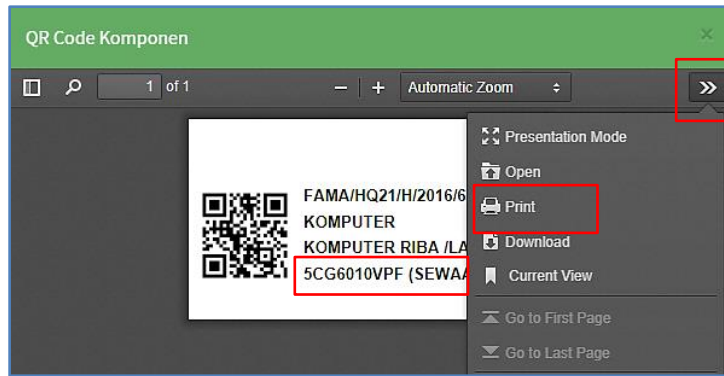 QR Code Komponen ×
1 of 1 − + Automatic Zoom
Presentation Mode
Open
Print
Download
Current View
Go to First Page
Go to Last Page
FAMA/HQ21/H/2016/6
KOMPUTER
KOMPUTER RIBA /LA
5CG6010VPF (SEWAA